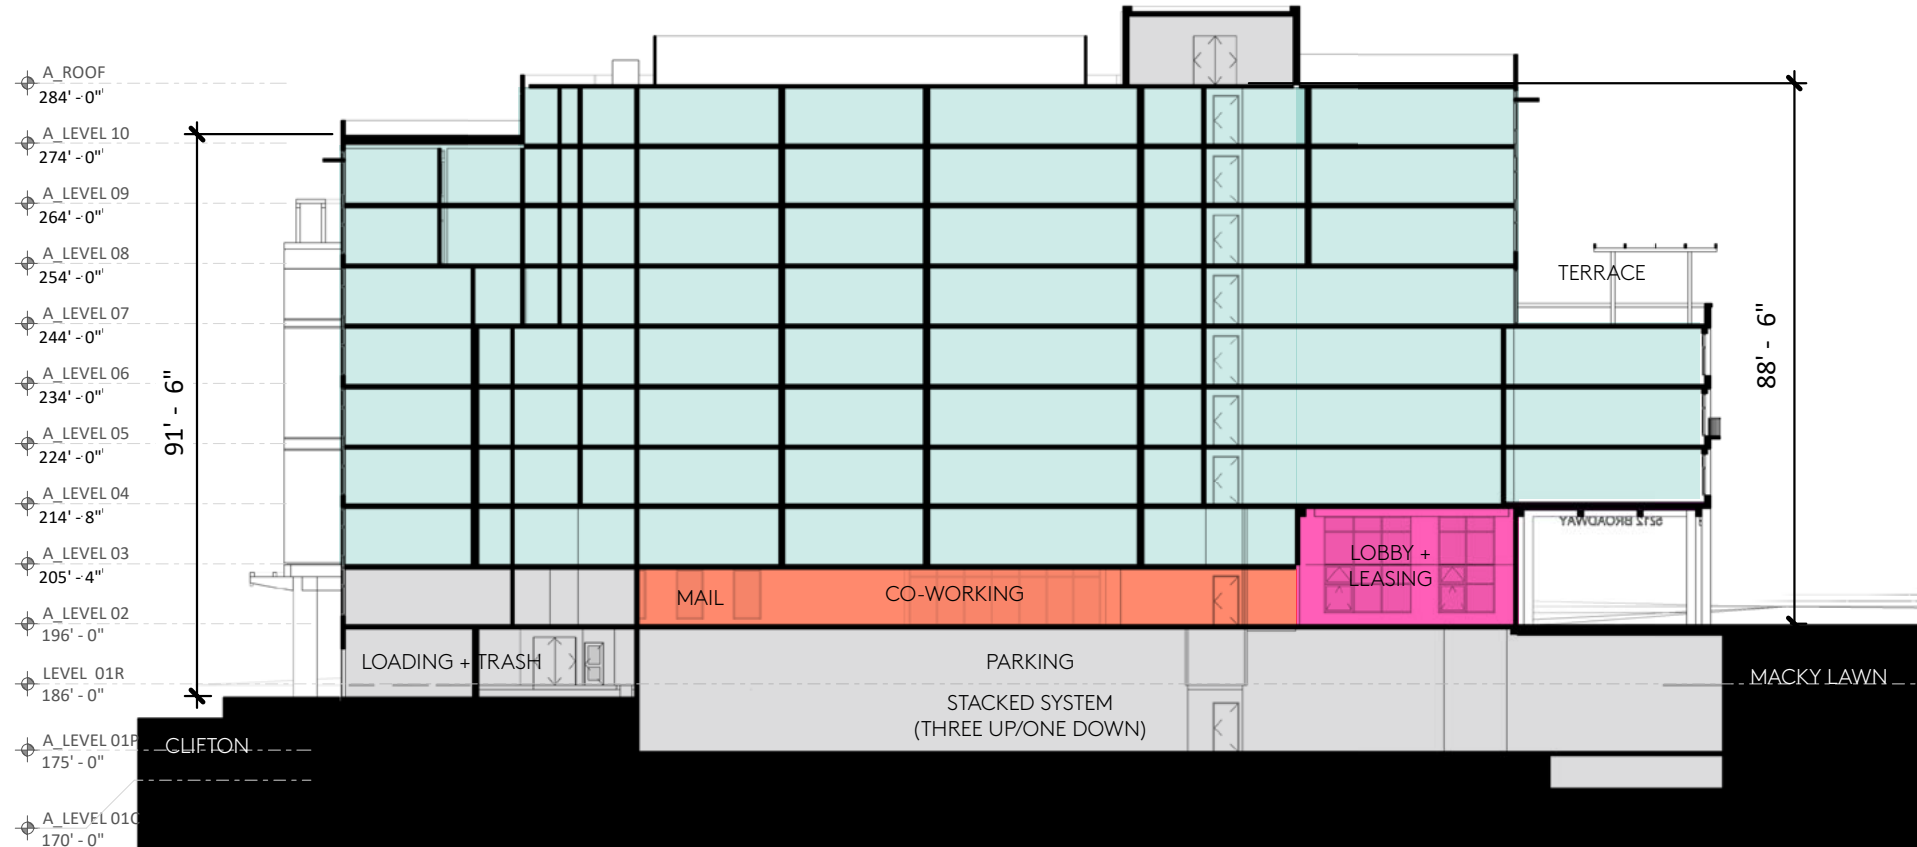 A_ROOF
284' - 0"
A_LEVEL 10
274' - 0"
A_LEVEL 09
264' - 0"
A_LEVEL 08
254' - 0"
A_LEVEL 07
244' - 0"
A_LEVEL 06
234' - 0"
A_LEVEL 05
224' - 0"
A_LEVEL 04
214' - 8"
A_LEVEL 03
205' - 4"
A_LEVEL 02
196' - 0"
LEVEL 01R
186' - 0"
A_LEVEL 01P
175' - 0"
A_LEVEL 01C
170' - 0"
91' - 6"
88' - 6"
TERRACE
5212 BROADWAY
LOBBY +
LEASING
MAIL
CO-WORKING
LOADING + TRASH
PARKING
STACKED SYSTEM
(THREE UP/ONE DOWN)
MACKY LAWN
CLIFTON